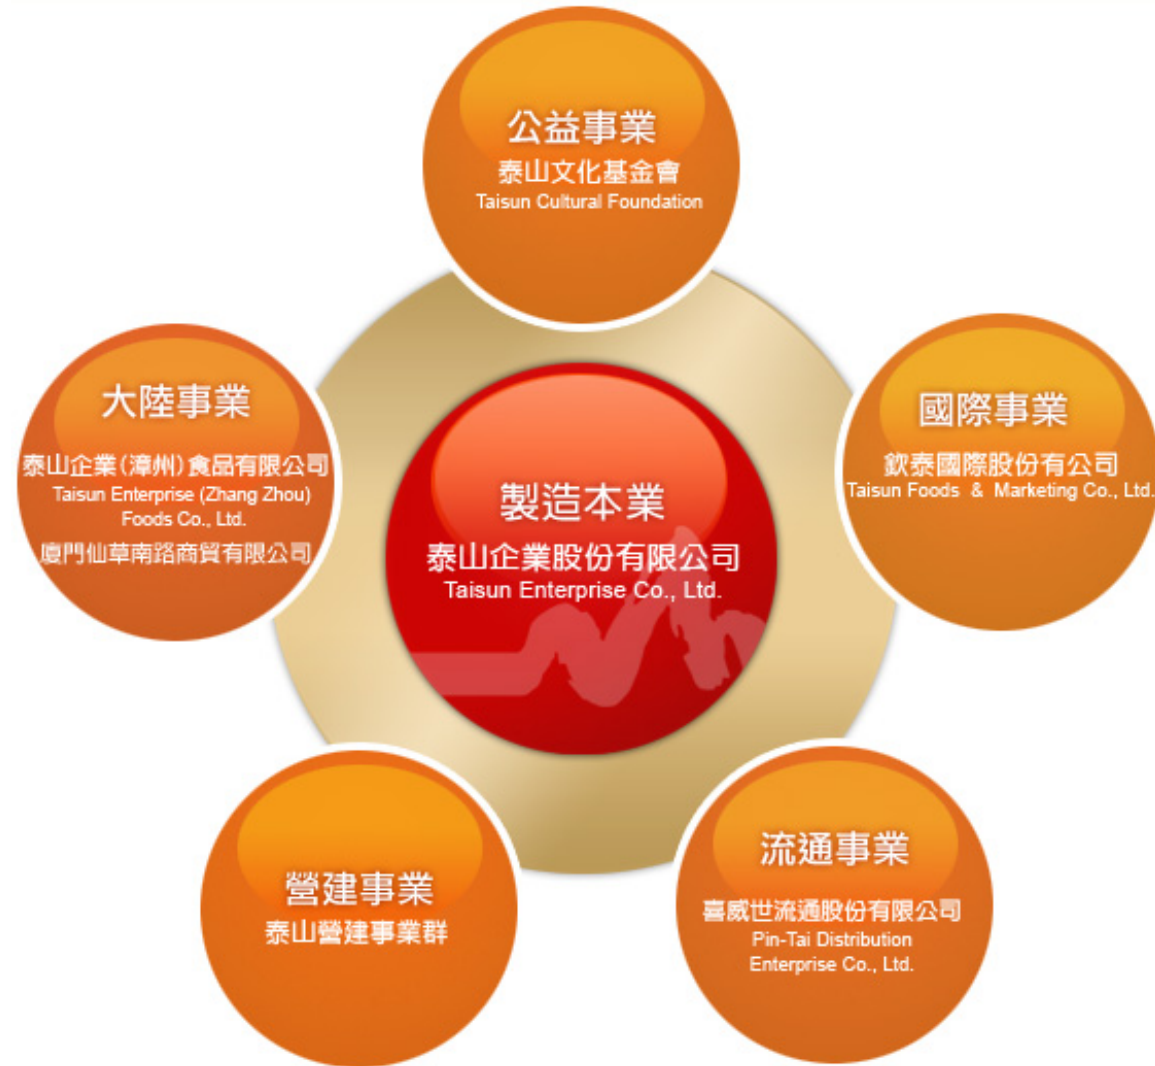 公益事業
泰山文化基金會
Taisun Cultural Foundation
大陸事業
泰山企業(漳州)食品有限公司
Taisun Enterprise (Zhang Zhou)
Foods Co., Ltd.
廈門仙草南路商貿有限公司
國際事業
欽泰國際股份有公司
Taisun Foods & Marketing Co., Ltd.
製造本業
泰山企業股份有限公司
Taisun Enterprise Co., Ltd.
營建事業
泰山營建事業群
流通事業
喜威世流通股份有限公司
Pin-Tai Distribution
Enterprise Co., Ltd.